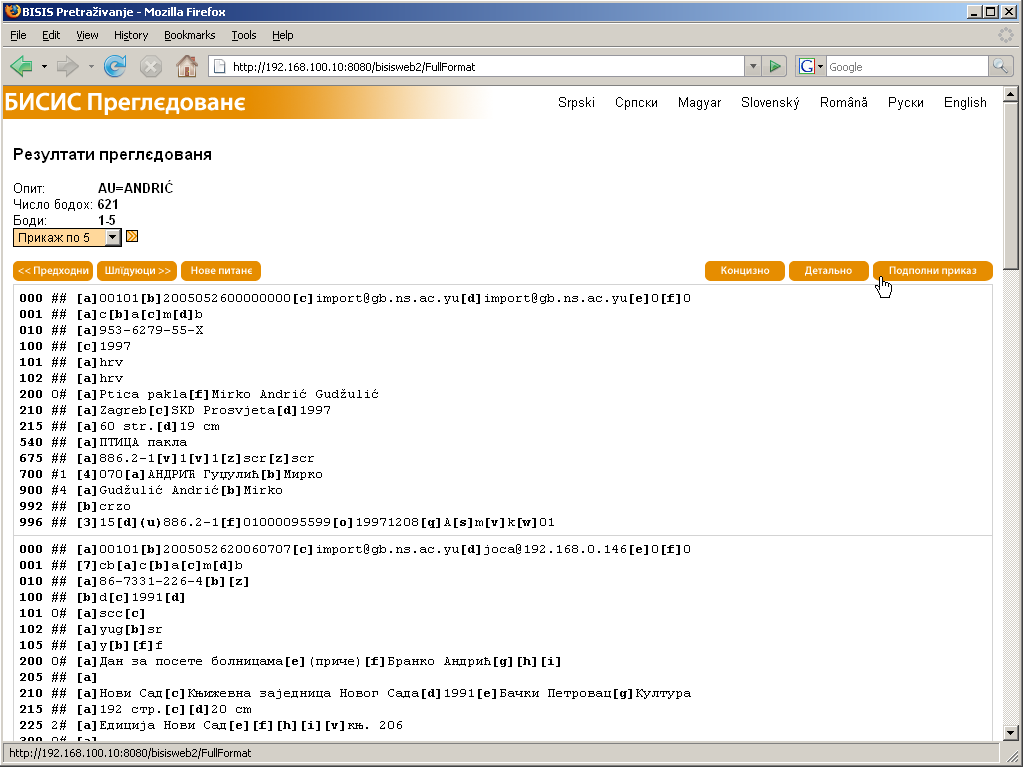 BISIS Pretraživanje - Mozilla Firefox
File Edit View History Bookmarks Tools Help
http://192.168.100.10:8080/bisisweb2/FullFormat Google
БИСИС Преглєдованє Srpski Српски Magyar Slovenský Română Руски English
Резултати преглєдованя
Опит: AU=ANDRIĆ
Число бодох: 621
Боди: 1-5
Прикаж по 5
<< Предходни Шлїдуюци >> Нове питанє Концизно Детально Подполни приказ
000 ## [a]00101[b]2005052600000000[c]import@gb.ns.ac.yu[d]import@gb.ns.ac.yu[e]0[f]0
001 ## [a]c[b]a[c]m[d]b
010 ## [a]953-6279-55-X
100 ## [c]1997
101 ## [a]hrv
102 ## [a]hrv
200 0# [a]Ptica pakla[f]Mirko Andrić Gudžulić
210 ## [a]Zagreb[c]SKD Prosvjeta[d]1997
215 ## [a]60 str.[d]19 cm
540 ## [a]ПТИЦА пакла
675 ## [a]886.2-1[v]1[v]1[z]scr[z]scr
700 #1 [4]070[a]АНДРИЋ Гуџулић[b]Мирко
900 #4 [a]Gudžulić Andrić[b]Mirko
992 ## [b]crzo
996 ## [3]15[d](u)886.2-1[f]01000095599[o]19971208[q]A[s]m[v]k[w]01
000 ## [a]00101[b]2005052620060707[c]import@gb.ns.ac.yu[d]joca@192.168.0.146[e]0[f]0
001 ## [7]cb[a]c[b]a[c]m[d]b
010 ## [a]86-7331-226-4[b][z]
100 ## [b]d[c]1991[d]
101 0# [a]scc[c]
102 ## [a]yug[b]sr
105 ## [a]y[b][f]f
200 0# [a]Дан за посете болницама[e](приче)[f]Бранко Андрић[g][h][i]
205 ## [a]
210 ## [a]Нови Сад[c]Књижевна заједница Новог Сада[d]1991[e]Бачки Петровац[g]Култура
215 ## [a]192 стр.[c][d]20 cm
225 2# [a]Едиција Нови Сад[e][f][h][i][v]књ. 206
300 0# [a]
http://192.168.100.10:8080/bisisweb2/FullFormat